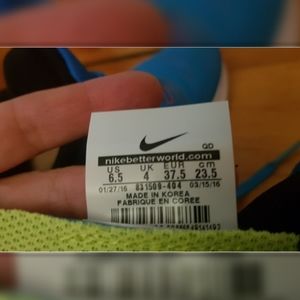 QD
nikebetterworld.com
US UK EUR cm
6.5 4 37.5 23.5
01/27/16 831509-404 03/15/16
MADE IN KOREA
FABRIQUE EN COREE